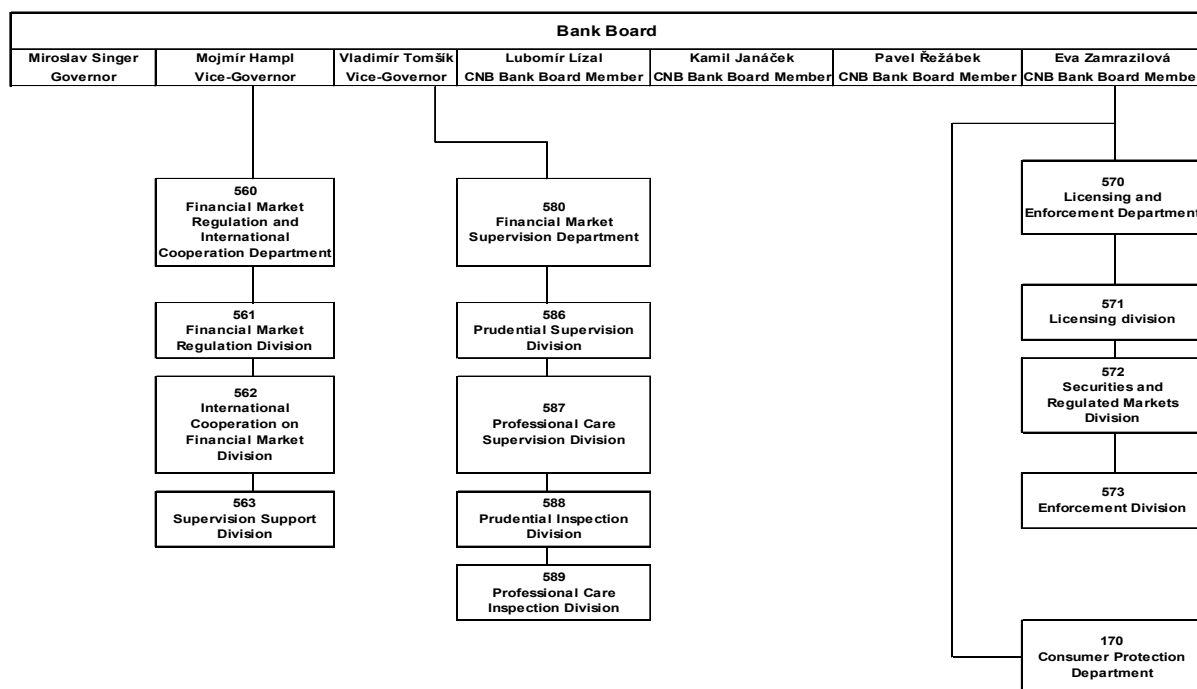 Bank Board
Miroslav Singer
Governor
Mojmír Hampl
Vice-Governor
Vladimír Tomšík
Vice-Governor
Lubomír Lízal
CNB Bank Board Member
Kamil Janáček
CNB Bank Board Member
Pavel Řežábek
CNB Bank Board Member
Eva Zamrazilová
CNB Bank Board Member
560
Financial Market
Regulation and
International
Cooperation Department
561
Financial Market
Regulation Division
562
International
Cooperation on
Financial Market
Division
563
Supervision Support
Division
580
Financial Market
Supervision Department
586
Prudential Supervision
Division
587
Professional Care
Supervision Division
588
Prudential Inspection
Division
589
Professional Care
Inspection Division
570
Licensing and
Enforcement Department
571
Licensing division
572
Securities and
Regulated Markets
Division
573
Enforcement Division
170
Consumer Protection
Department